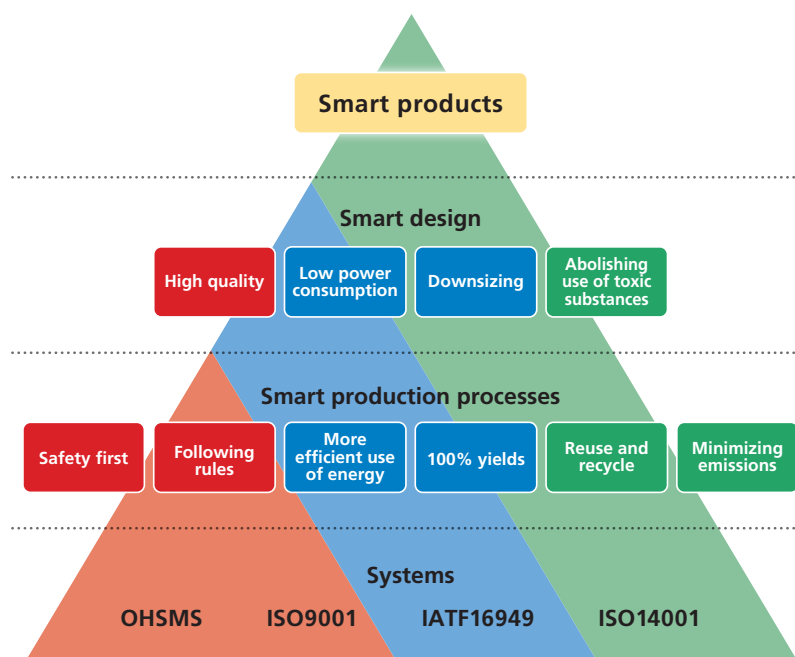 Smart products
Smart design
High quality
Low power
consumption
Downsizing
Abolishing
use of toxic
substances
Smart production processes
Safety first
Following
rules
More
efficient use
of energy
100% yields
Reuse and
recycle
Minimizing
emissions
Systems
OHSMS
ISO9001
IATF16949
ISO14001